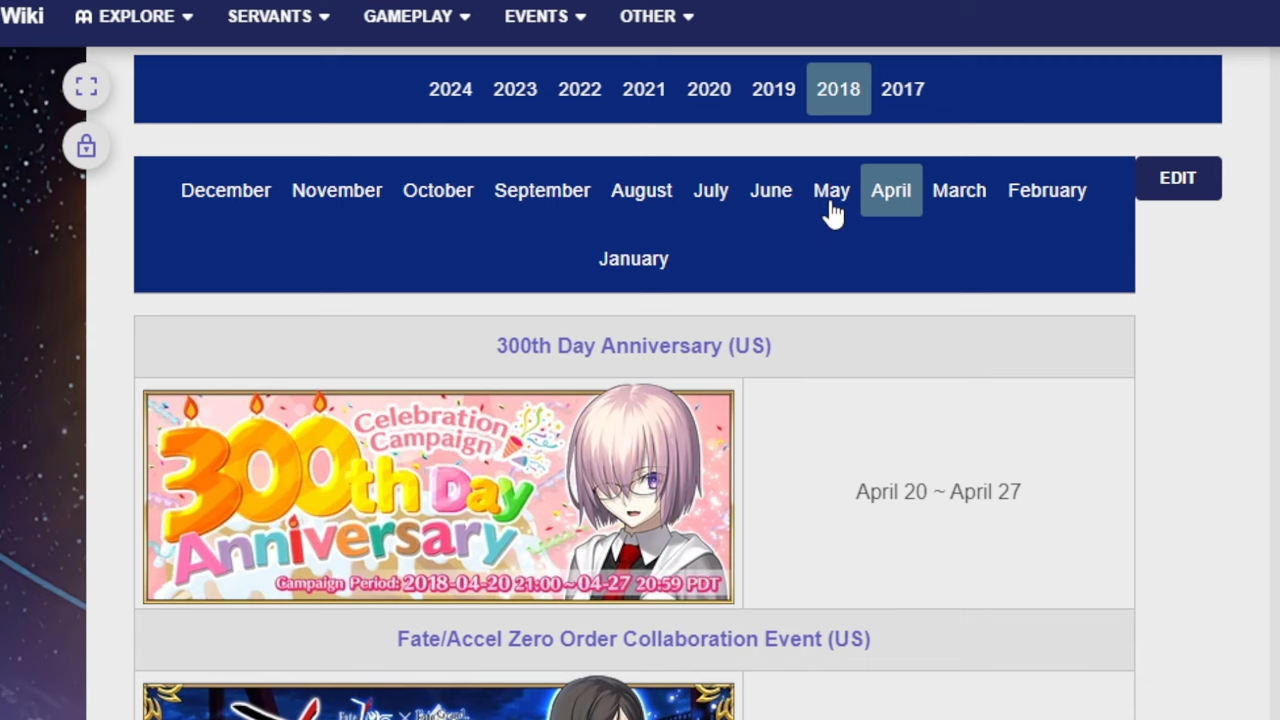 Wiki EXPLORE SERVANTS GAMEPLAY EVENTS OTHER
2024 2023 2022 2021 2020 2019 2018 2017
December November October September August July June May April March February
January
EDIT
300th Day Anniversary (US)
Celebration
Campaign
300th Day
Anniversary
Campaign Period: 2018-04-20 21:00~04-27 20:59 PDT
April 20 ~ April 27
Fate/Accel Zero Order Collaboration Event (US)